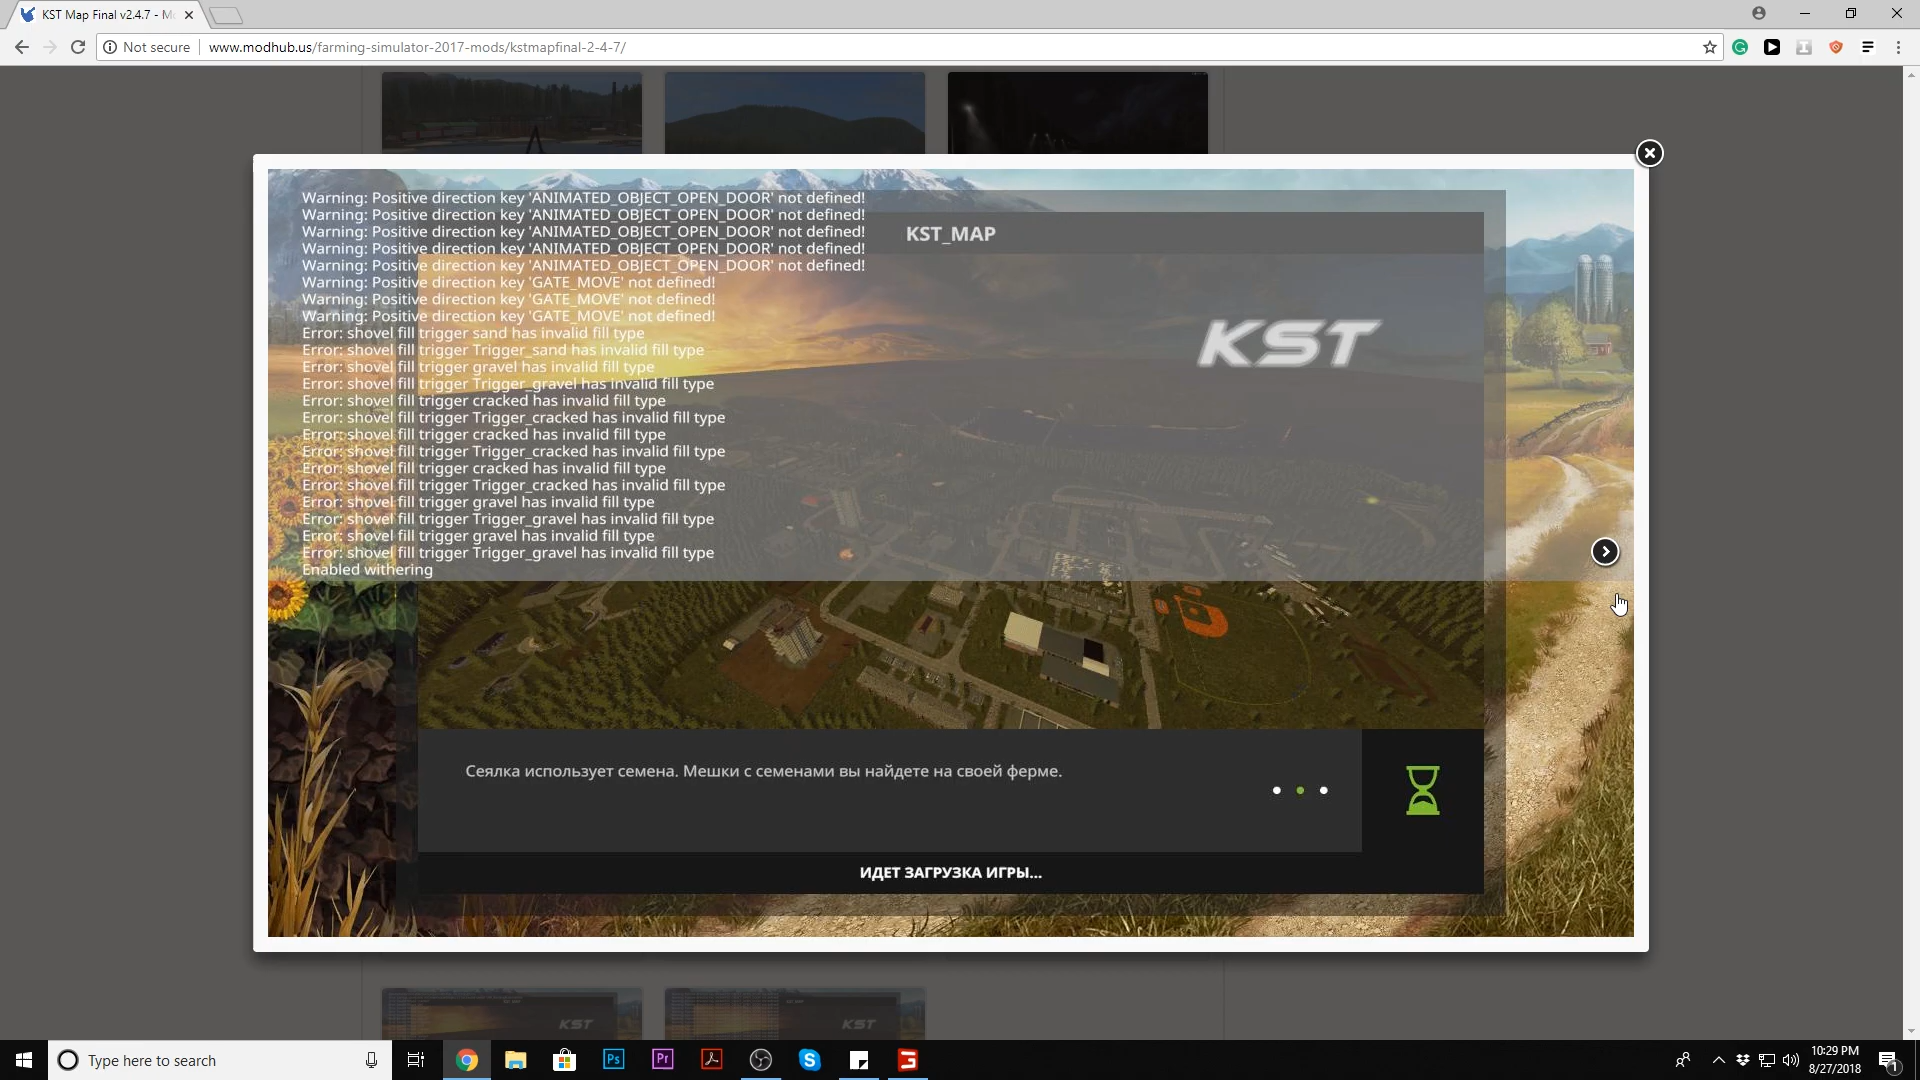 KST Map Final v2.4.7 - M
Not secure
www.modhub.us/farming-simulator-2017-mods/kstmapfinal-2-4-7/
Warning: Positive direction key 'ANIMATED_OBJECT_OPEN_DOOR' not defined!
Warning: Positive direction key 'ANIMATED_OBJECT_OPEN_DOOR' not defined!
Warning: Positive direction key 'ANIMATED_OBJECT_OPEN_DOOR' not defined!
Warning: Positive direction key 'ANIMATED_OBJECT_OPEN_DOOR' not defined!
Warning: Positive direction key 'ANIMATED_OBJECT_OPEN_DOOR' not defined!
Warning: Positive direction key 'GATE_MOVE' not defined!
Warning: Positive direction key 'GATE_MOVE' not defined!
Warning: Positive direction key 'GATE_MOVE' not defined!
Error: shovel fill trigger sand has invalid fill type
Error: shovel fill trigger Trigger_sand has invalid fill type
Error: shovel fill trigger gravel has invalid fill type
Error: shovel fill trigger Trigger_gravel has invalid fill type
Error: shovel fill trigger cracked has invalid fill type
Error: shovel fill trigger Trigger_cracked has invalid fill type
Error: shovel fill trigger cracked has invalid fill type
Error: shovel fill trigger Trigger_cracked has invalid fill type
Error: shovel fill trigger cracked has invalid fill type
Error: shovel fill trigger Trigger_cracked has invalid fill type
Error: shovel fill trigger gravel has invalid fill type
Error: shovel fill trigger Trigger_gravel has invalid fill type
Error: shovel fill trigger gravel has invalid fill type
Error: shovel fill trigger Trigger_gravel has invalid fill type
Enabled withering
KST_MAP
KST
Сеялка использует семена. Мешки с семенами вы найдете на своей ферме.
ИДЕТ ЗАГРУЗКА ИГРЫ...
KST
KST
Type here to search
Ps
Pr
10:29 PM
8/27/2018
1